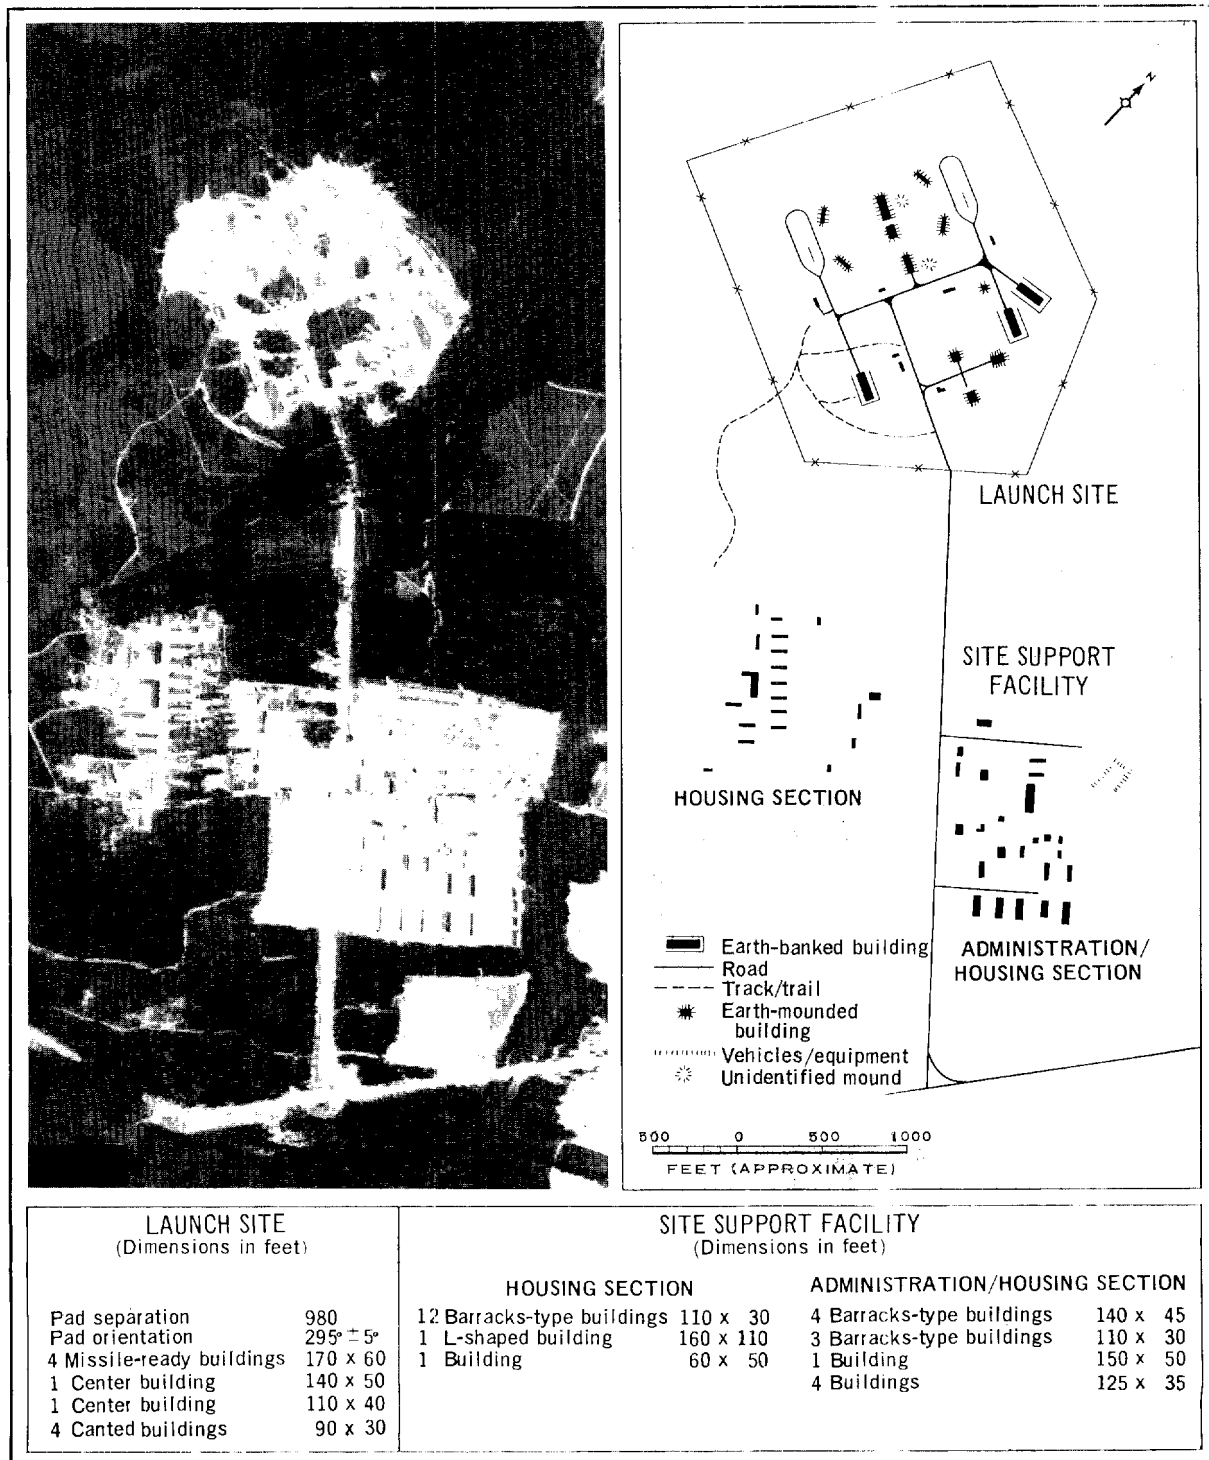 N
LAUNCH SITE
SITE SUPPORT
FACILITY
HOUSING SECTION
ADMINISTRATION/
HOUSING SECTION
Earth-banked building
Road
Track/trail
Earth-mounded
building
Vehicles/equipment
Unidentified mound
500 0 500 1000
FEET (APPROXIMATE)
LAUNCH SITE
(Dimensions in feet)
Pad separation 980
Pad orientation 295° ± 5°
4 Missile-ready buildings 170 x 60
1 Center building 140 x 50
1 Center building 110 x 40
4 Canted buildings 90 x 30
SITE SUPPORT FACILITY
(Dimensions in feet)
HOUSING SECTION
12 Barracks-type buildings 110 x 30
1 L-shaped building 160 x 110
1 Building 60 x 50
ADMINISTRATION/HOUSING SECTION
4 Barracks-type buildings 140 x 45
3 Barracks-type buildings 110 x 30
1 Building 150 x 50
4 Buildings 125 x 35